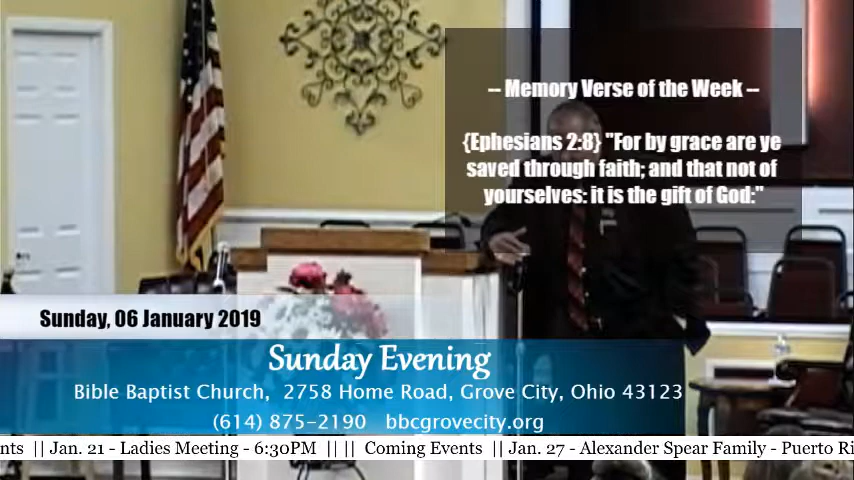 -- Memory Verse of the Week --
{Ephesians 2:8} "For by grace are ye
saved through faith; and that not of
yourselves: it is the gift of God:"
Sunday, 06 January 2019
Sunday Evening
Bible Baptist Church,  2758 Home Road, Grove City, Ohio 43123
(614) 875-2190   bbcgrovecity.org
nts  || Jan. 21 - Ladies Meeting - 6:30PM  || ||  Coming Events  || Jan. 27 - Alexander Spear Family - Puerto Ri